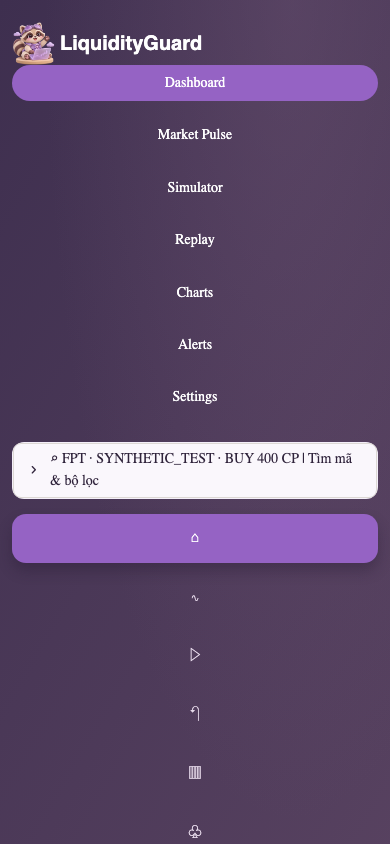 LiquidityGuard
Dashboard
Market Pulse
Simulator
Replay
Charts
Alerts
Settings
⌕ FPT · SYNTHETIC_TEST · BUY 400 CP | Tìm mã
& bộ lọc